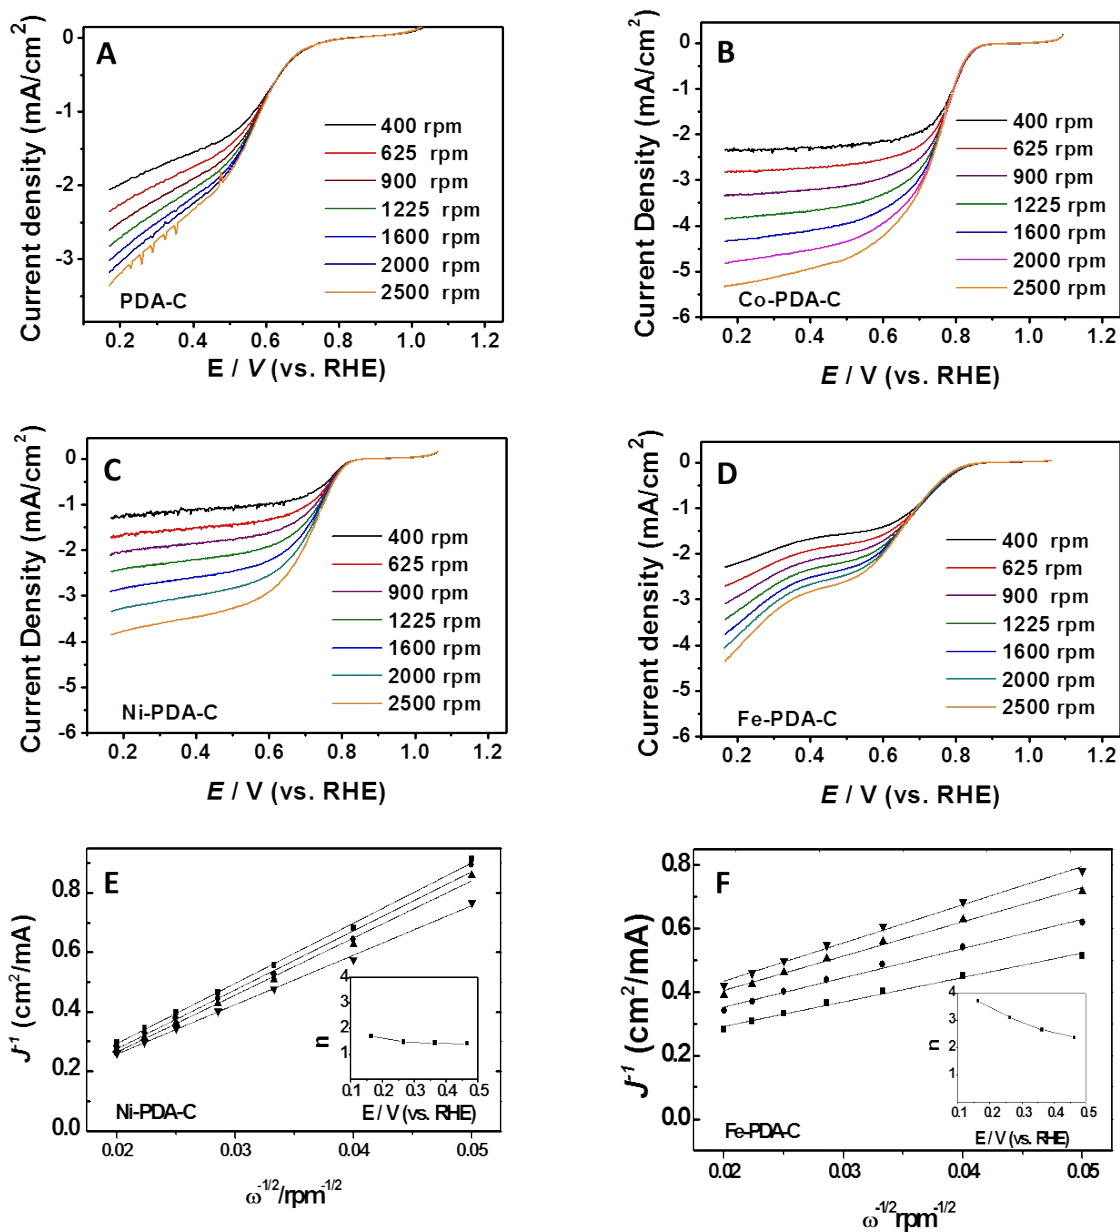 A
Current density (mA/cm²)
0
-1
-2
-3
400 rpm
625 rpm
900 rpm
1225 rpm
1600 rpm
2000 rpm
2500 rpm
PDA-C
0.2 0.4 0.6 0.8 1.0 1.2
E / V (vs. RHE)
B
Current Density (mA/cm²)
0
-1
-2
-3
-4
-5
-6
400 rpm
625 rpm
900 rpm
1225 rpm
1600 rpm
2000 rpm
2500 rpm
Co-PDA-C
0.2 0.4 0.6 0.8 1.0 1.2
E / V (vs. RHE)
C
Current Density (mA/cm²)
0
-1
-2
-3
-4
-5
-6
400 rpm
625 rpm
900 rpm
1225 rpm
1600 rpm
2000 rpm
2500 rpm
Ni-PDA-C
0.2 0.4 0.6 0.8 1.0 1.2
E / V (vs. RHE)
D
Current density (mA/cm²)
0
-1
-2
-3
-4
-5
-6
400 rpm
625 rpm
900 rpm
1225 rpm
1600 rpm
2000 rpm
2500 rpm
Fe-PDA-C
0.2 0.4 0.6 0.8 1.0 1.2
E / V (vs. RHE)
E
J⁻¹ (cm²/mA)
0.8
0.6
0.4
0.2
0.0
n
4
3
2
1
0.1 0.2 0.3 0.4 0.5
E / V (vs. RHE)
Ni-PDA-C
0.02 0.03 0.04 0.05
ω⁻¹/²/rpm⁻¹/²
F
J⁻¹ (cm²/mA)
0.8
0.6
0.4
0.2
0.0
n
4
3
2
1
0.1 0.2 0.3 0.4 0.5
E / V (vs. RHE)
Fe-PDA-C
0.02 0.03 0.04 0.05
ω⁻¹/²rpm⁻¹/²